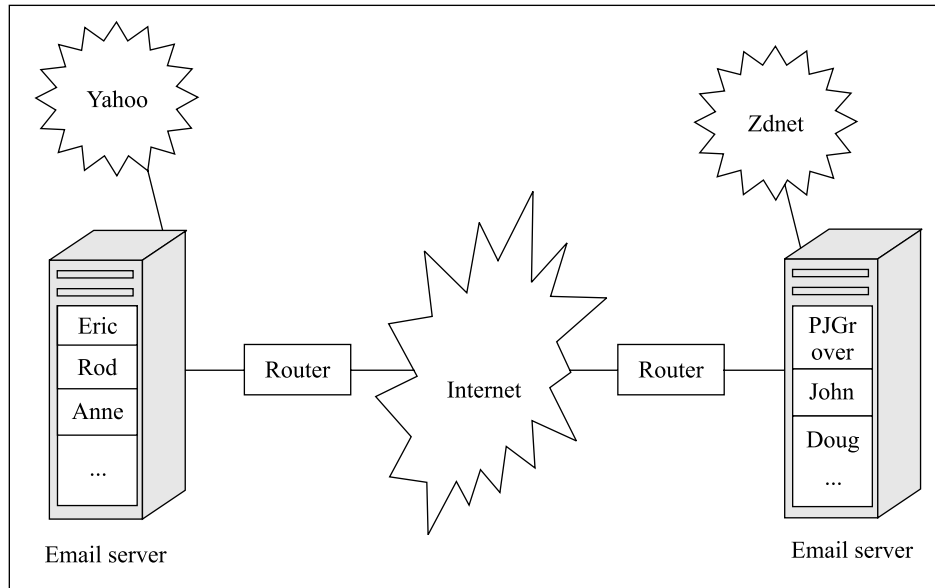 Yahoo
Zdnet
Eric
Rod
Anne
...
Router
Internet
Router
PJGr
over
John
Doug
...
Email server
Email server